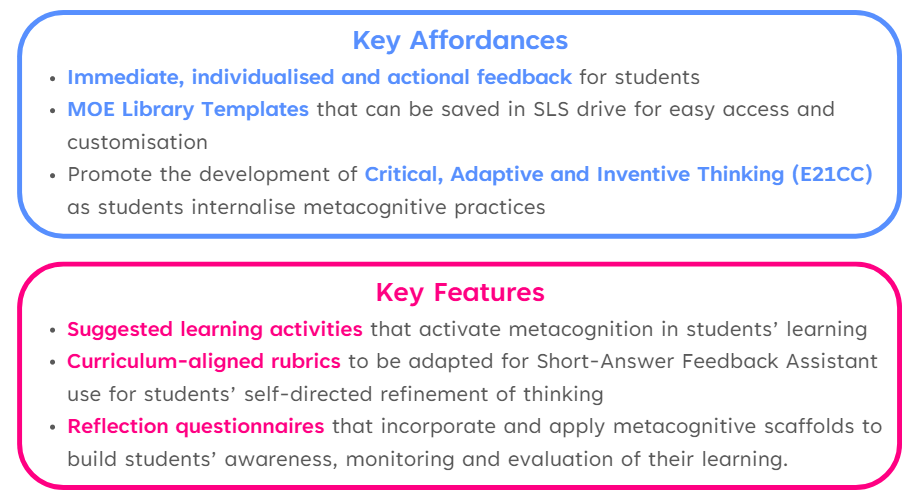 Key Affordances
• Immediate, individualised and actional feedback for students
• MOE Library Templates that can be saved in SLS drive for easy access and
customisation
• Promote the development of Critical, Adaptive and Inventive Thinking (E21CC)
as students internalise metacognitive practices
Key Features
• Suggested learning activities that activate metacognition in students’ learning
• Curriculum-aligned rubrics to be adapted for Short-Answer Feedback Assistant
use for students’ self-directed refinement of thinking
• Reflection questionnaires that incorporate and apply metacognitive scaffolds to
build students’ awareness, monitoring and evaluation of their learning.